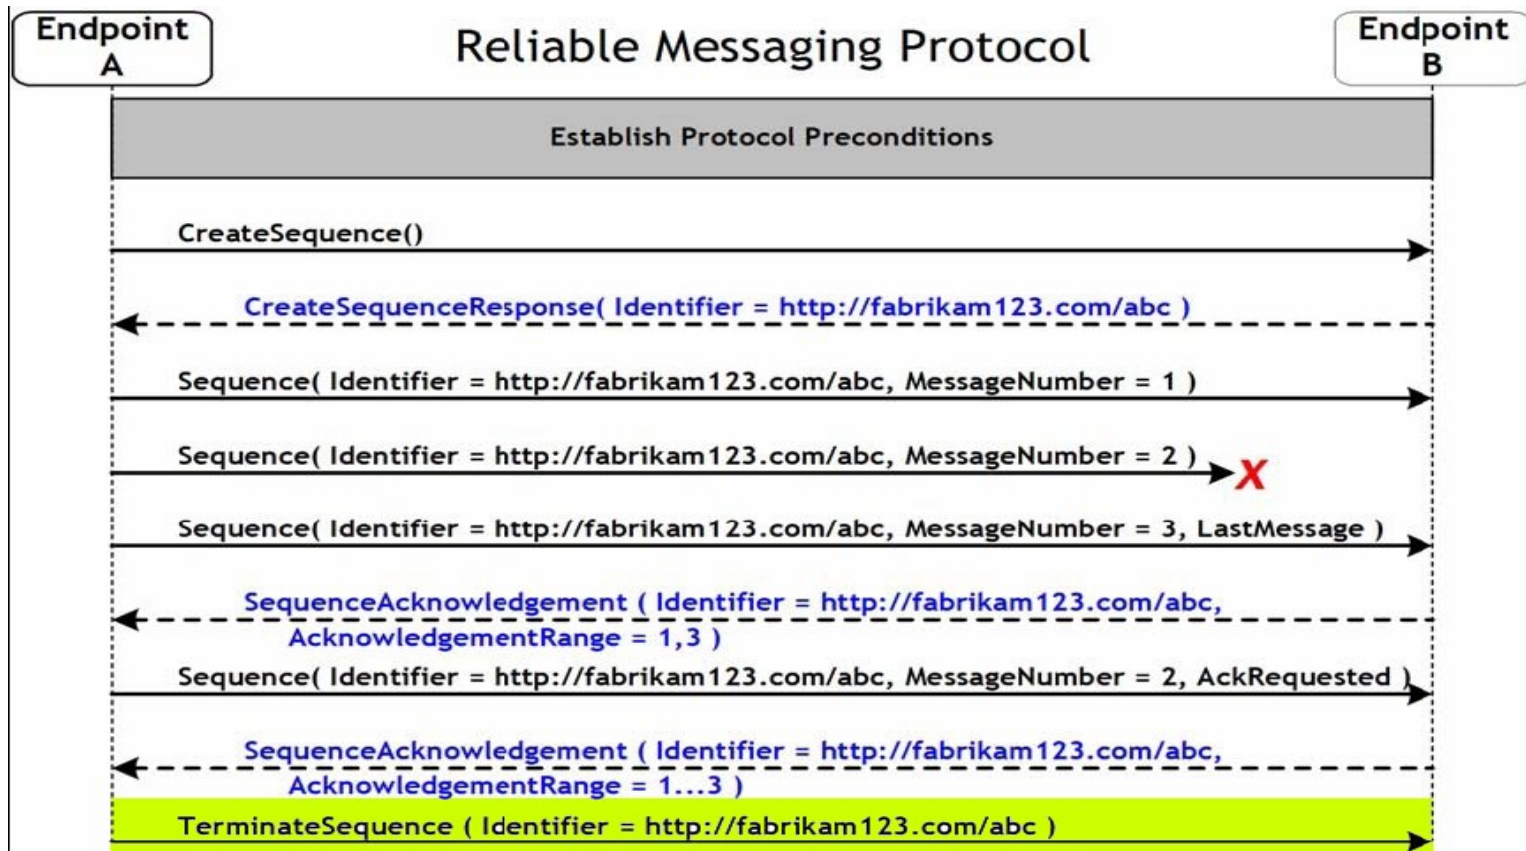 Endpoint
A
Reliable Messaging Protocol
Endpoint
B
Establish Protocol Preconditions
CreateSequence()
CreateSequenceResponse( Identifier = http://fabrikam123.com/abc )
Sequence( Identifier = http://fabrikam123.com/abc, MessageNumber = 1 )
Sequence( Identifier = http://fabrikam123.com/abc, MessageNumber = 2 )
X
Sequence( Identifier = http://fabrikam123.com/abc, MessageNumber = 3, LastMessage )
SequenceAcknowledgement ( Identifier = http://fabrikam123.com/abc,
AcknowledgementRange = 1,3 )
Sequence( Identifier = http://fabrikam123.com/abc, MessageNumber = 2, AckRequested )
SequenceAcknowledgement ( Identifier = http://fabrikam123.com/abc,
AcknowledgementRange = 1...3 )
TerminateSequence ( Identifier = http://fabrikam123.com/abc )